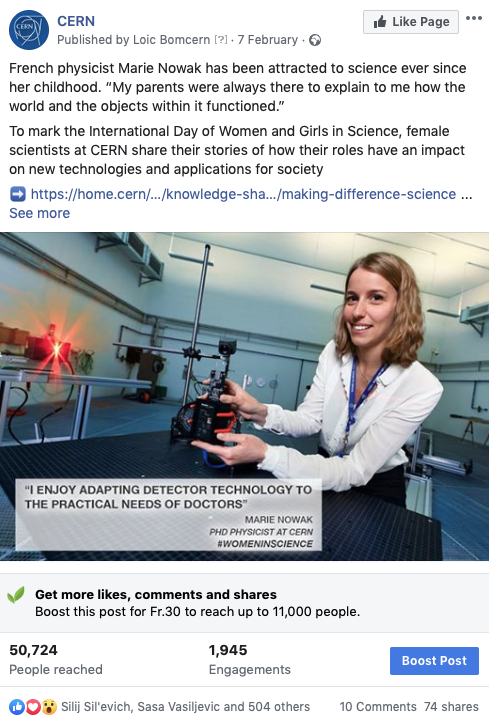 CERN
CERN
Like Page
Published by Loic Bomcern [?] · 7 February ·
French physicist Marie Nowak has been attracted to science ever since
her childhood. “My parents were always there to explain to me how the
world and the objects within it functioned.”
To mark the International Day of Women and Girls in Science, female
scientists at CERN share their stories of how their roles have an impact
on new technologies and applications for society
➡ https://home.cern/.../knowledge-sha.../making-difference-science ...
See more
“I ENJOY ADAPTING DETECTOR TECHNOLOGY TO
THE PRACTICAL NEEDS OF DOCTORS”
MARIE NOWAK
PHD PHYSICIST AT CERN
#WOMENINSCIENCE
Get more likes, comments and shares
Boost this post for Fr.30 to reach up to 11,000 people.
50,724
1,945
People reached
Engagements
Boost Post
Silij Sil'evich, Sasa Vasiljevic and 504 others
10 Comments
74 shares